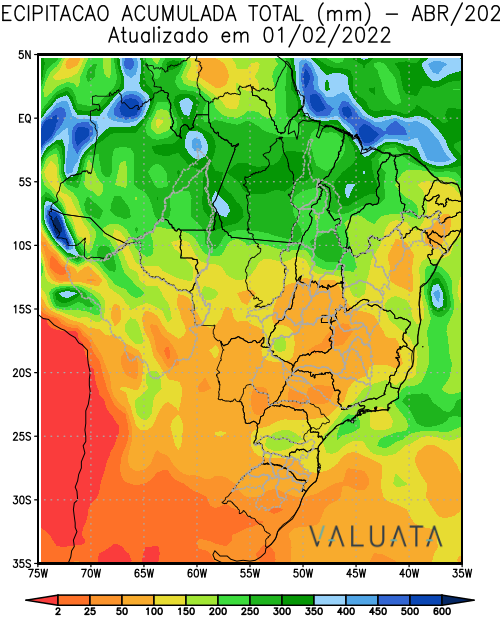 ECIPITACAO ACUMULADA TOTAL (mm) – ABR/202
Atualizado em 01/02/2022
5N
EQ
5S
10S
15S
20S
25S
30S
35S
75W 70W 65W 60W 55W 50W 45W 40W 35W
VALUATA
2 25 50 100 150 200 250 300 350 400 450 500 600